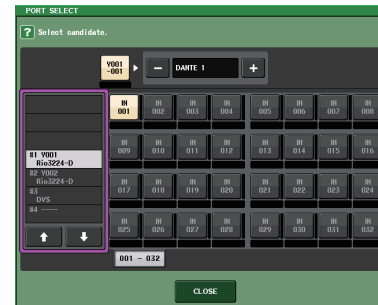 PORT SELECT
? Select candidate.
Y001
-001
DANTE 1
IN 001 IN 002 IN 003 IN 004 IN 005 IN 006 IN 007 IN 008
IN 009 IN 010 IN 011 IN 012 IN 013 IN 014 IN 015 IN 016
#1 Y001
Rio3224-D
#2 Y002
Rio3224-D
#3
DVS
#4 ----
IN 017 IN 018 IN 019 IN 020 IN 021 IN 022 IN 023 IN 024
IN 025 IN 026 IN 027 IN 028 IN 029 IN 030 IN 031 IN 032
001 - 032
CLOSE